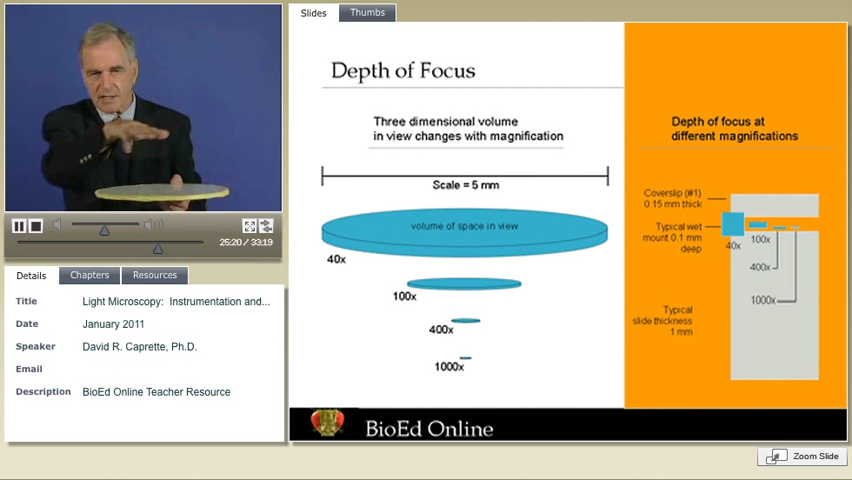 Slides
Thumbs
Depth of Focus
Three dimensional volume
in view changes with magnification
Scale = 5 mm
volume of space in view
40x
100x
400x
1000x
Depth of focus at
different magnifications
Coverslip (#1)
0.15 mm thick
Typical wet
mount 0.1 mm
deep
40x
100x
400x
1000x
Typical
slide thickness
1 mm
BioEd Online
Zoom Slide
25:20 / 33:19
Details
Chapters
Resources
Title
Light Microscopy: Instrumentation and...
Date
January 2011
Speaker
David R. Caprette, Ph.D.
Email
Description
BioEd Online Teacher Resource